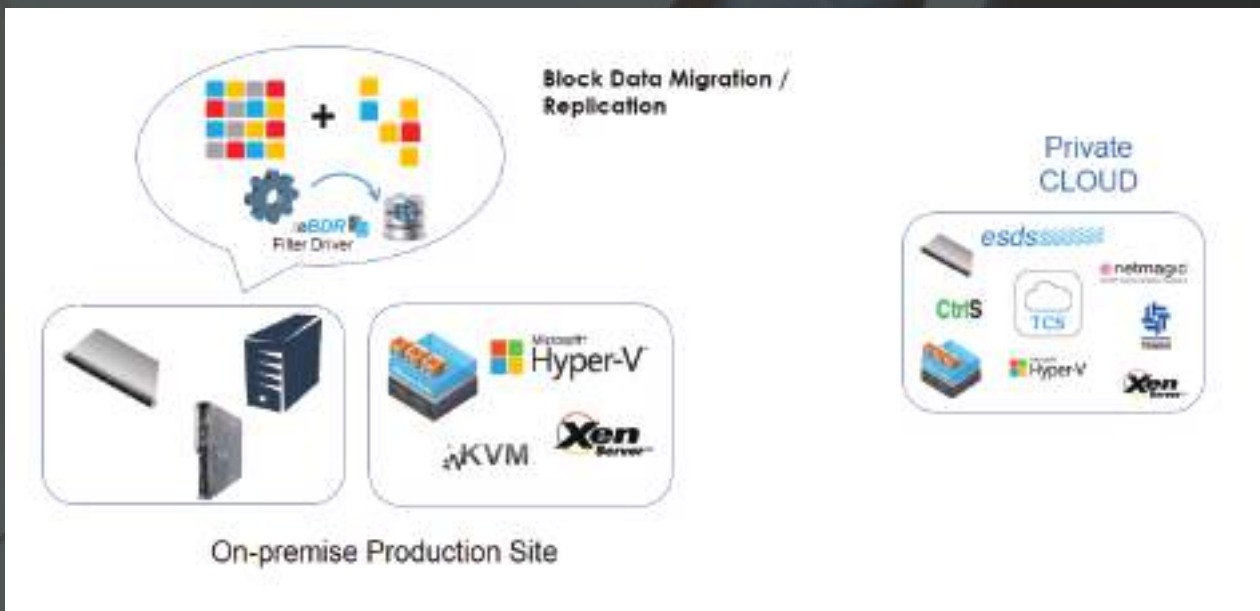 Block Data Migration /
Replication
eBDR
Filter Driver
Microsoft
Hyper-V
Xen
Server
KVM
On-premise Production Site
Private
CLOUD
esds
netmagic
CtrlS
TCS
Hyper-V
Xen
Server